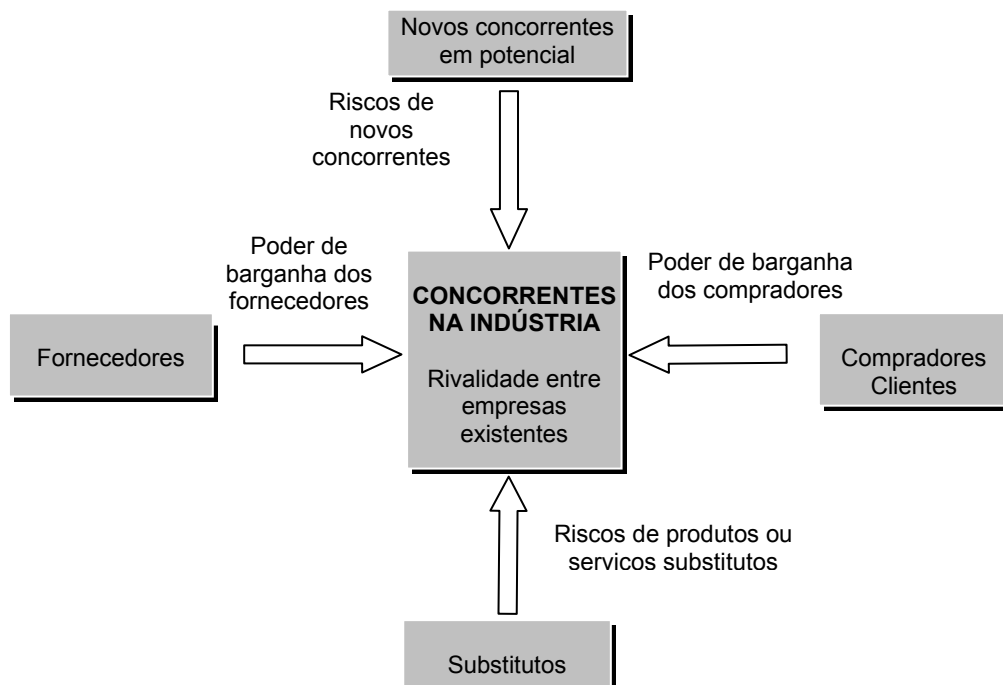 Novos concorrentes
em potencial
Riscos de
novos
concorrentes
Poder de
barganha dos
fornecedores
Poder de barganha
dos compradores
CONCORRENTES
NA INDÚSTRIA
Rivalidade entre
empresas
existentes
Fornecedores
Compradores
Clientes
Riscos de produtos ou
servicos substitutos
Substitutos